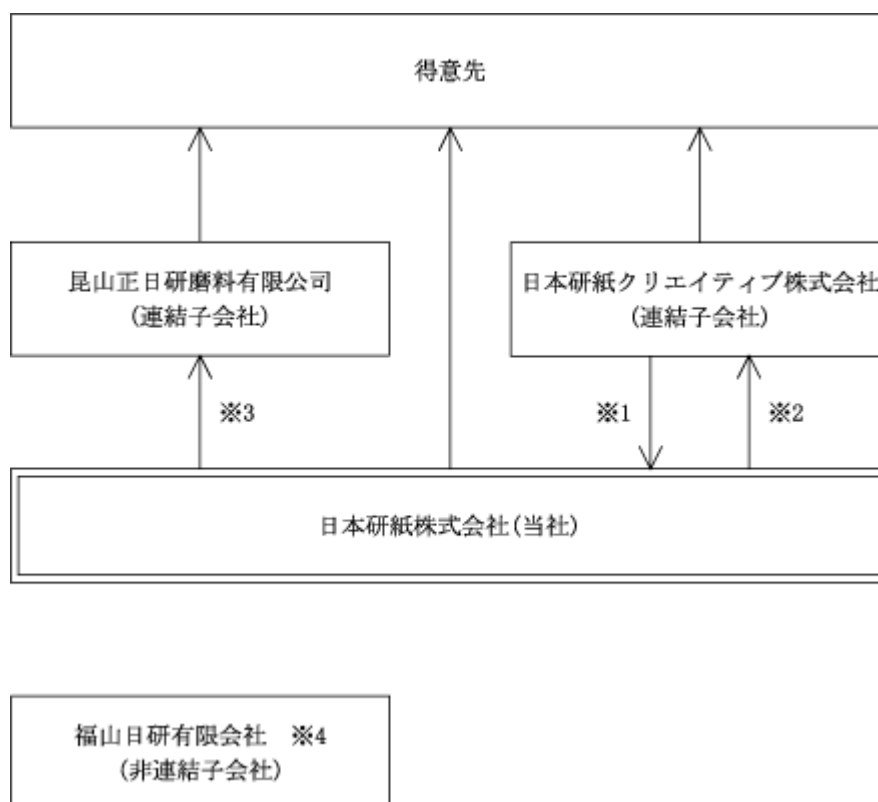 得意先
昆山正日研磨料有限公司
(連結子会社)
日本研紙クリエイティブ株式会社
(連結子会社)
※3
※1
※2
日本研紙株式会社(当社)
福山日研有限会社 ※4
(非連結子会社)